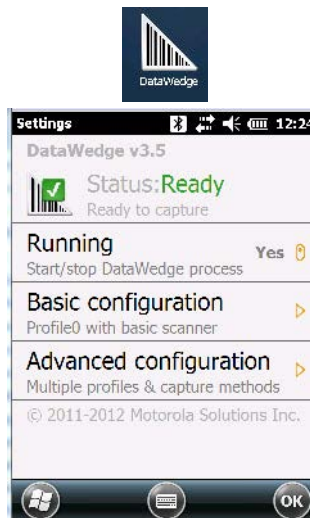 DataWedge
Settings 12:24
DataWedge v3.5
Status:Ready
Ready to capture
Running
Yes
Start/stop DataWedge process
Basic configuration
Profile0 with basic scanner
Advanced configuration
Multiple profiles & capture methods
© 2011-2012 Motorola Solutions Inc.
OK